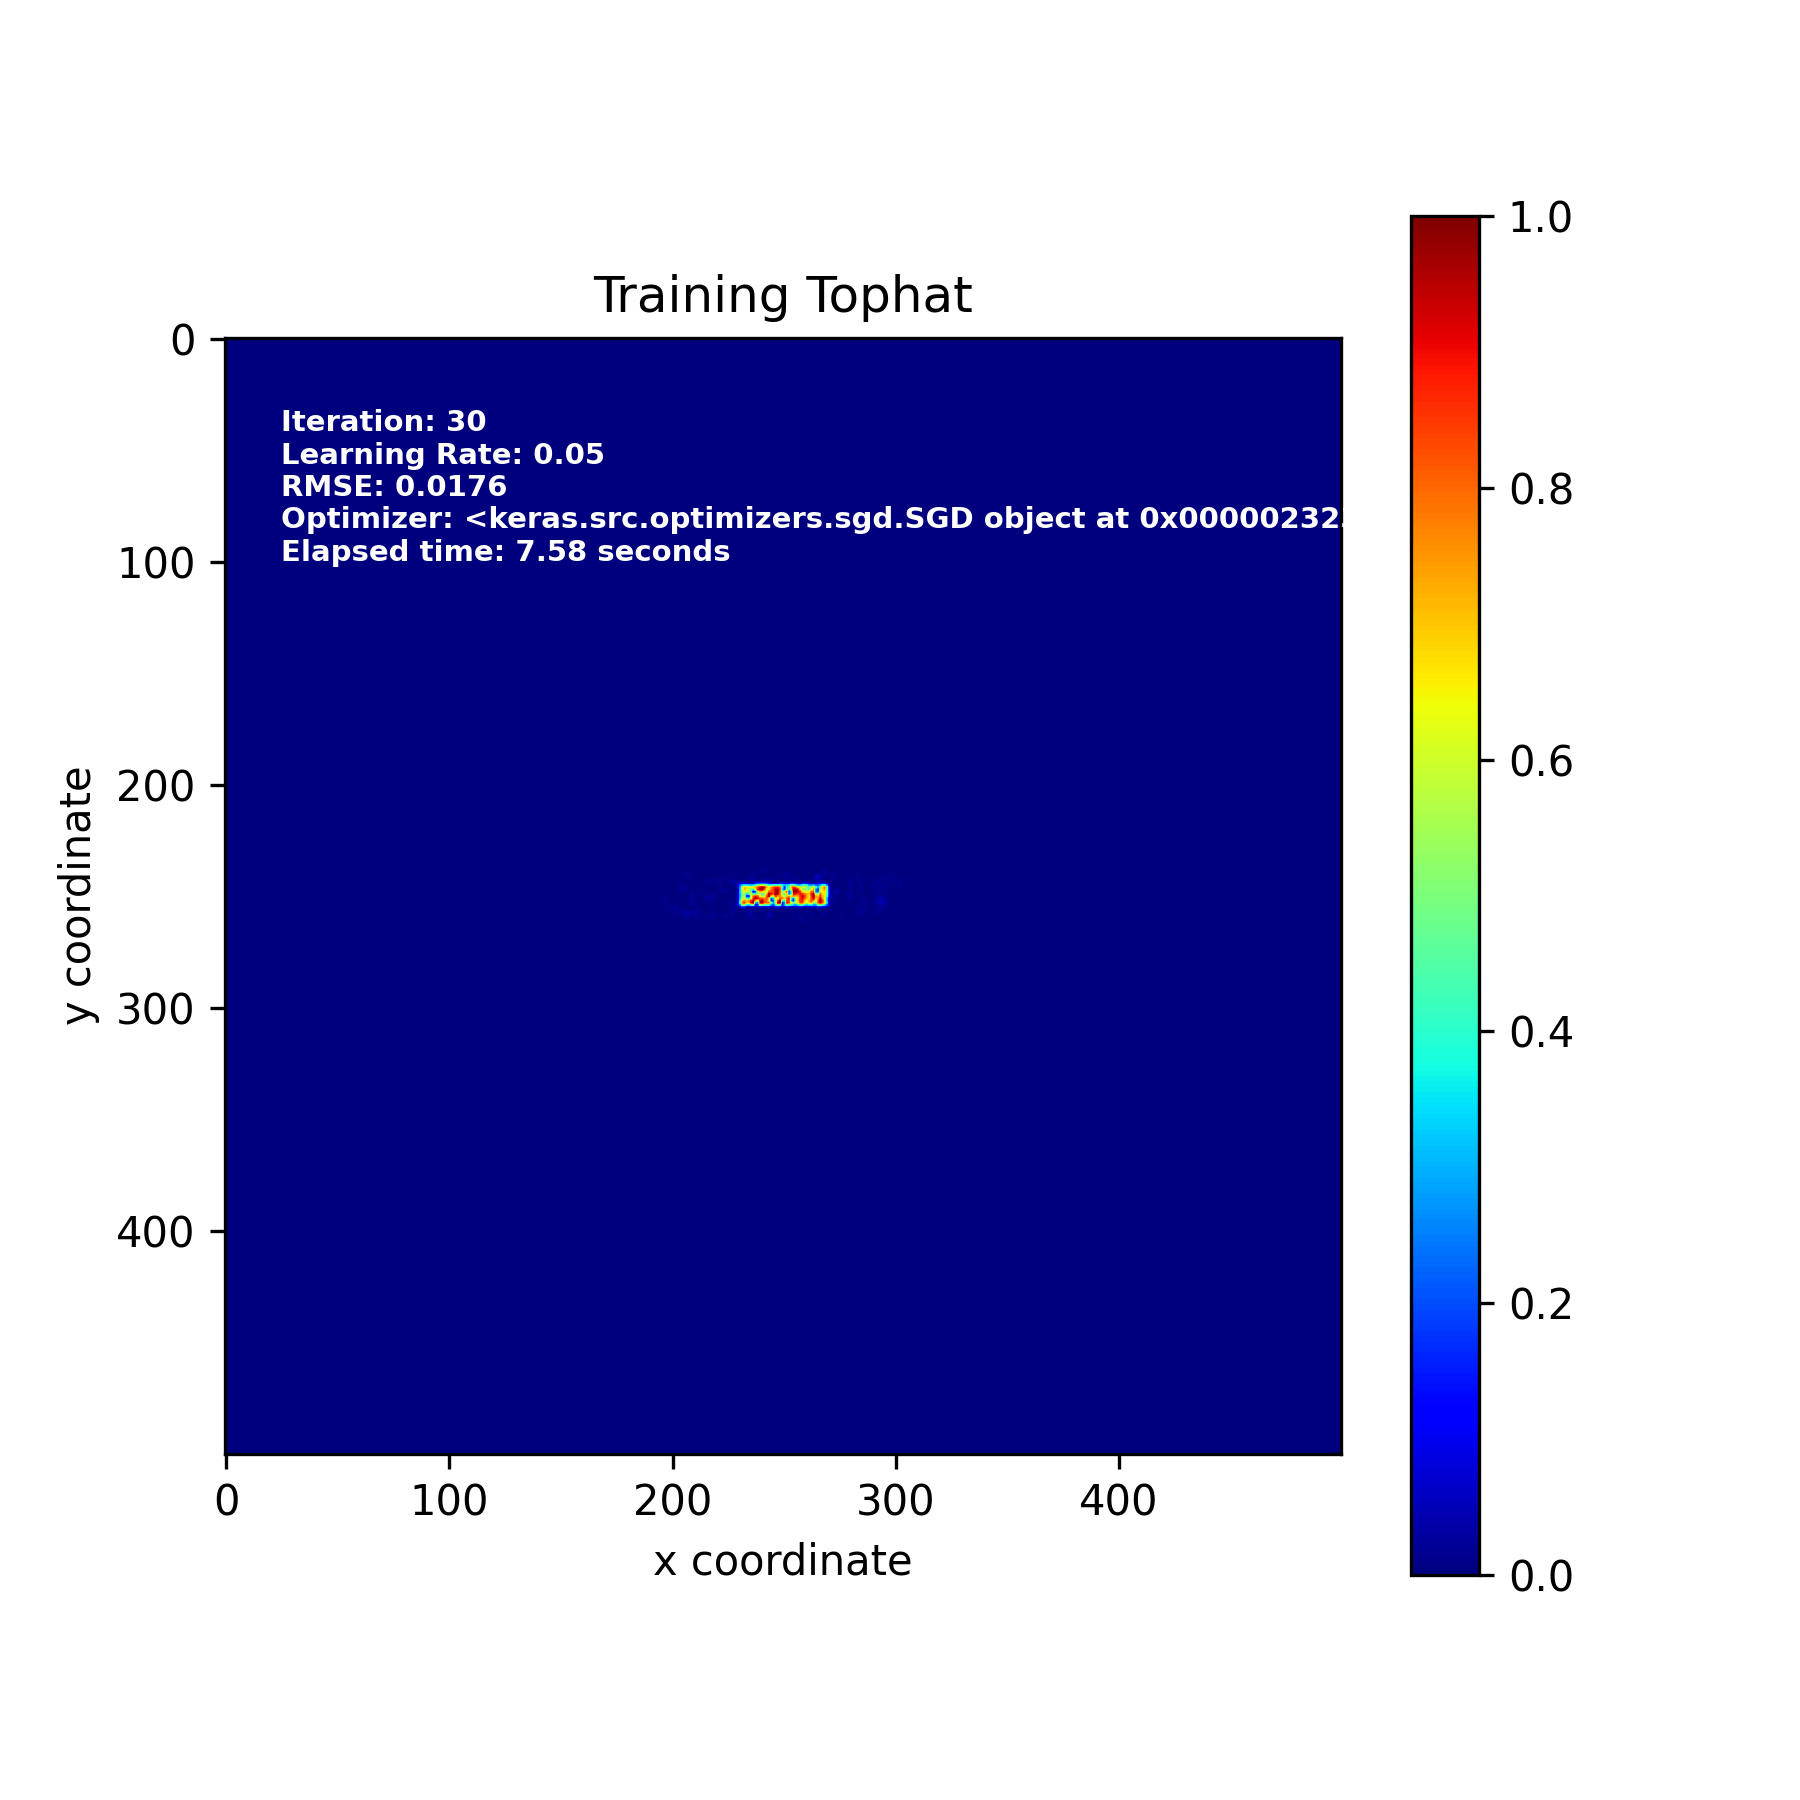 Training Tophat
Iteration: 30
Learning Rate: 0.05
RMSE: 0.0176
Optimizer: <keras.src.optimizers.sgd.SGD object at 0x00000232
Elapsed time: 7.58 seconds
0
100
200
300
400
y coordinate
0
100
200
300
400
x coordinate
1.0
0.8
0.6
0.4
0.2
0.0